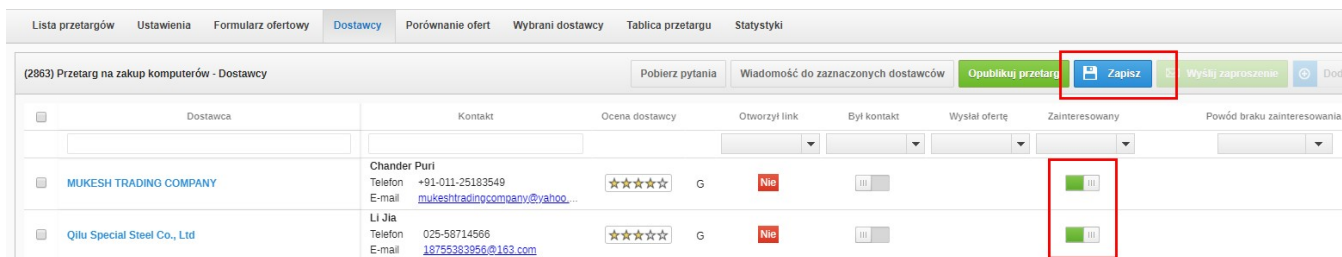 Lista przetargów Ustawienia Formularz ofertowy Dostawcy Porównanie ofert Wybrani dostawcy Tablica przetargu Statystyki
(2863) Przetarg na zakup komputerów - Dostawcy Pobierz pytania Wiadomość do zaznaczonych dostawców Opublikuj przetarg Zapisz Wyślij zaproszenie Dod
Dostawca Kontakt Ocena dostawcy Otworzył link Był kontakt Wysłał ofertę Zainteresowany Powód braku zainteresowania
Chander Puri
MUKESH TRADING COMPANY Telefon +91-011-25183549 G Nie
E-mail mukeshtradingcompany@yahoo...
Li Jia
Qilu Special Steel Co., Ltd Telefon 025-58714566 G Nie
E-mail 18755383956@163.com